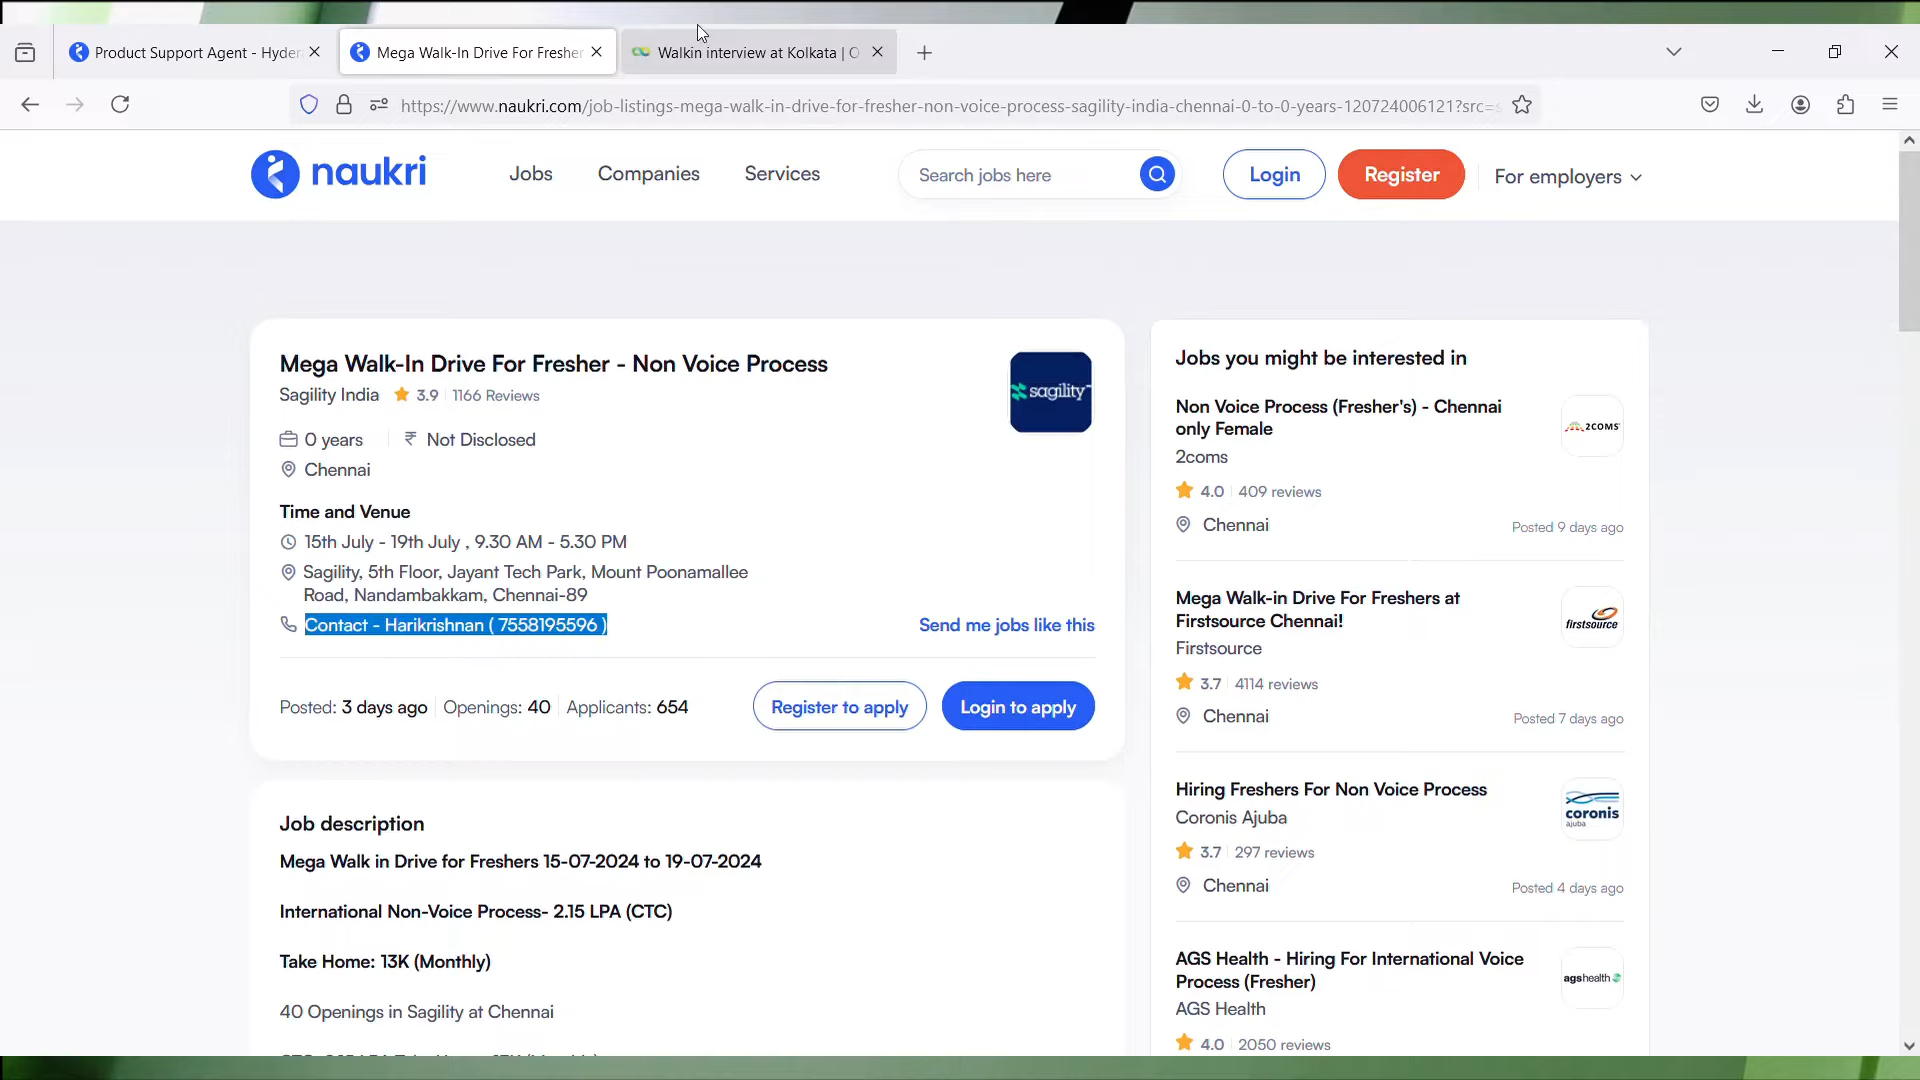 Product Support Agent - Hyder
Mega Walk-In Drive For Fresher
Walkin interview at Kolkata | O
https://www.naukri.com/job-listings-mega-walk-in-drive-for-fresher-non-voice-process-sagility-india-chennai-0-to-0-years-120724006121?src=s
naukri
Jobs
Companies
Services
Search jobs here
Login
Register
For employers
Mega Walk-In Drive For Fresher - Non Voice Process
Sagility India 3.9 1166 Reviews
sagility
0 years ₹ Not Disclosed
Chennai
Time and Venue
15th July - 19th July , 9.30 AM - 5.30 PM
Sagility, 5th Floor, Jayant Tech Park, Mount Poonamallee
Road, Nandambakkam, Chennai-89
Contact - Harikrishnan ( 7558195596 )
Send me jobs like this
Posted: 3 days ago Openings: 40 Applicants: 654
Register to apply
Login to apply
Job description
Mega Walk in Drive for Freshers 15-07-2024 to 19-07-2024
International Non-Voice Process- 2.15 LPA (CTC)
Take Home: 13K (Monthly)
40 Openings in Sagility at Chennai
Jobs you might be interested in
Non Voice Process (Fresher's) - Chennai
only Female
2coms
2COMS
4.0 409 reviews
Chennai
Posted 9 days ago
Mega Walk-in Drive For Freshers at
Firstsource Chennai!
Firstsource
firstsource
3.7 4114 reviews
Chennai
Posted 7 days ago
Hiring Freshers For Non Voice Process
Coronis Ajuba
coronis
ajuba
3.7 297 reviews
Chennai
Posted 4 days ago
AGS Health - Hiring For International Voice
Process (Fresher)
AGS Health
agshealth
4.0 2050 reviews